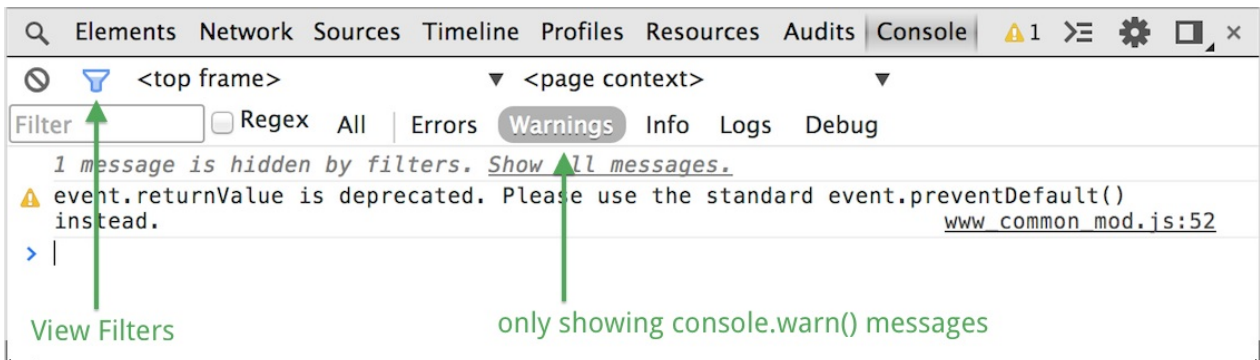 Elements Network Sources Timeline Profiles Resources Audits Console 1
<top frame> ▼ <page context> ▼
Filter Regex All Errors Warnings Info Logs Debug
1 message is hidden by filters. Show all messages.
event.returnValue is deprecated. Please use the standard event.preventDefault()
instead. www_common_mod.js:52
>
View Filters only showing console.warn() messages